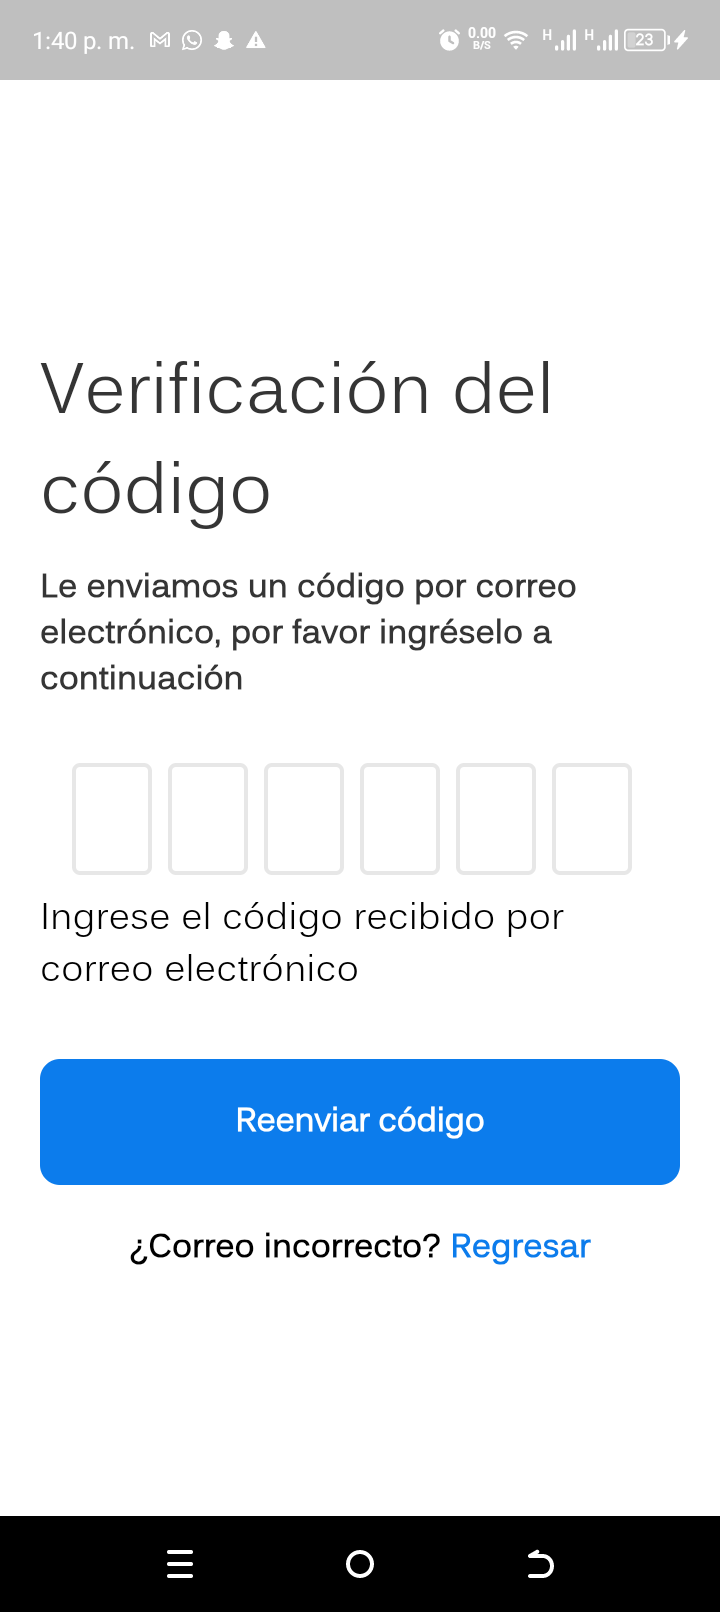 1:40 p. m.
0.00
B/S
H
H
23
Verificación del
código
Le enviamos un código por correo
electrónico, por favor ingréselo a
continuación
Ingrese el código recibido por
correo electrónico
Reenviar código
¿Correo incorrecto? Regresar